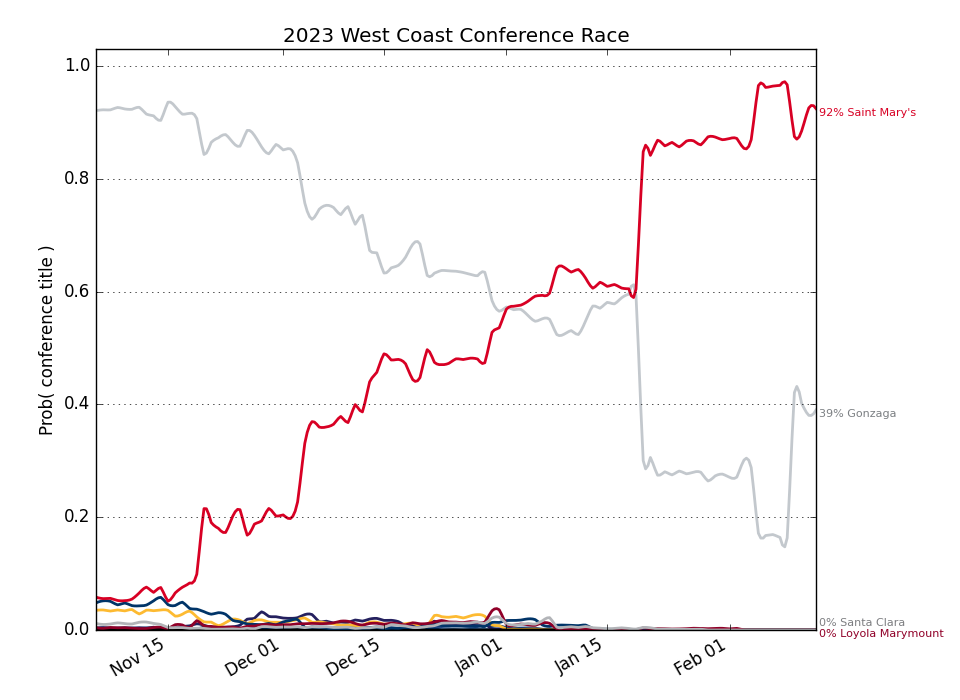 2023 West Coast Conference Race
Prob( conference title )
1.0
0.8
0.6
0.4
0.2
0.0
Nov 15
Dec 01
Dec 15
Jan 01
Jan 15
Feb 01
92% Saint Mary's
39% Gonzaga
0% Santa Clara
0% Loyola Marymount